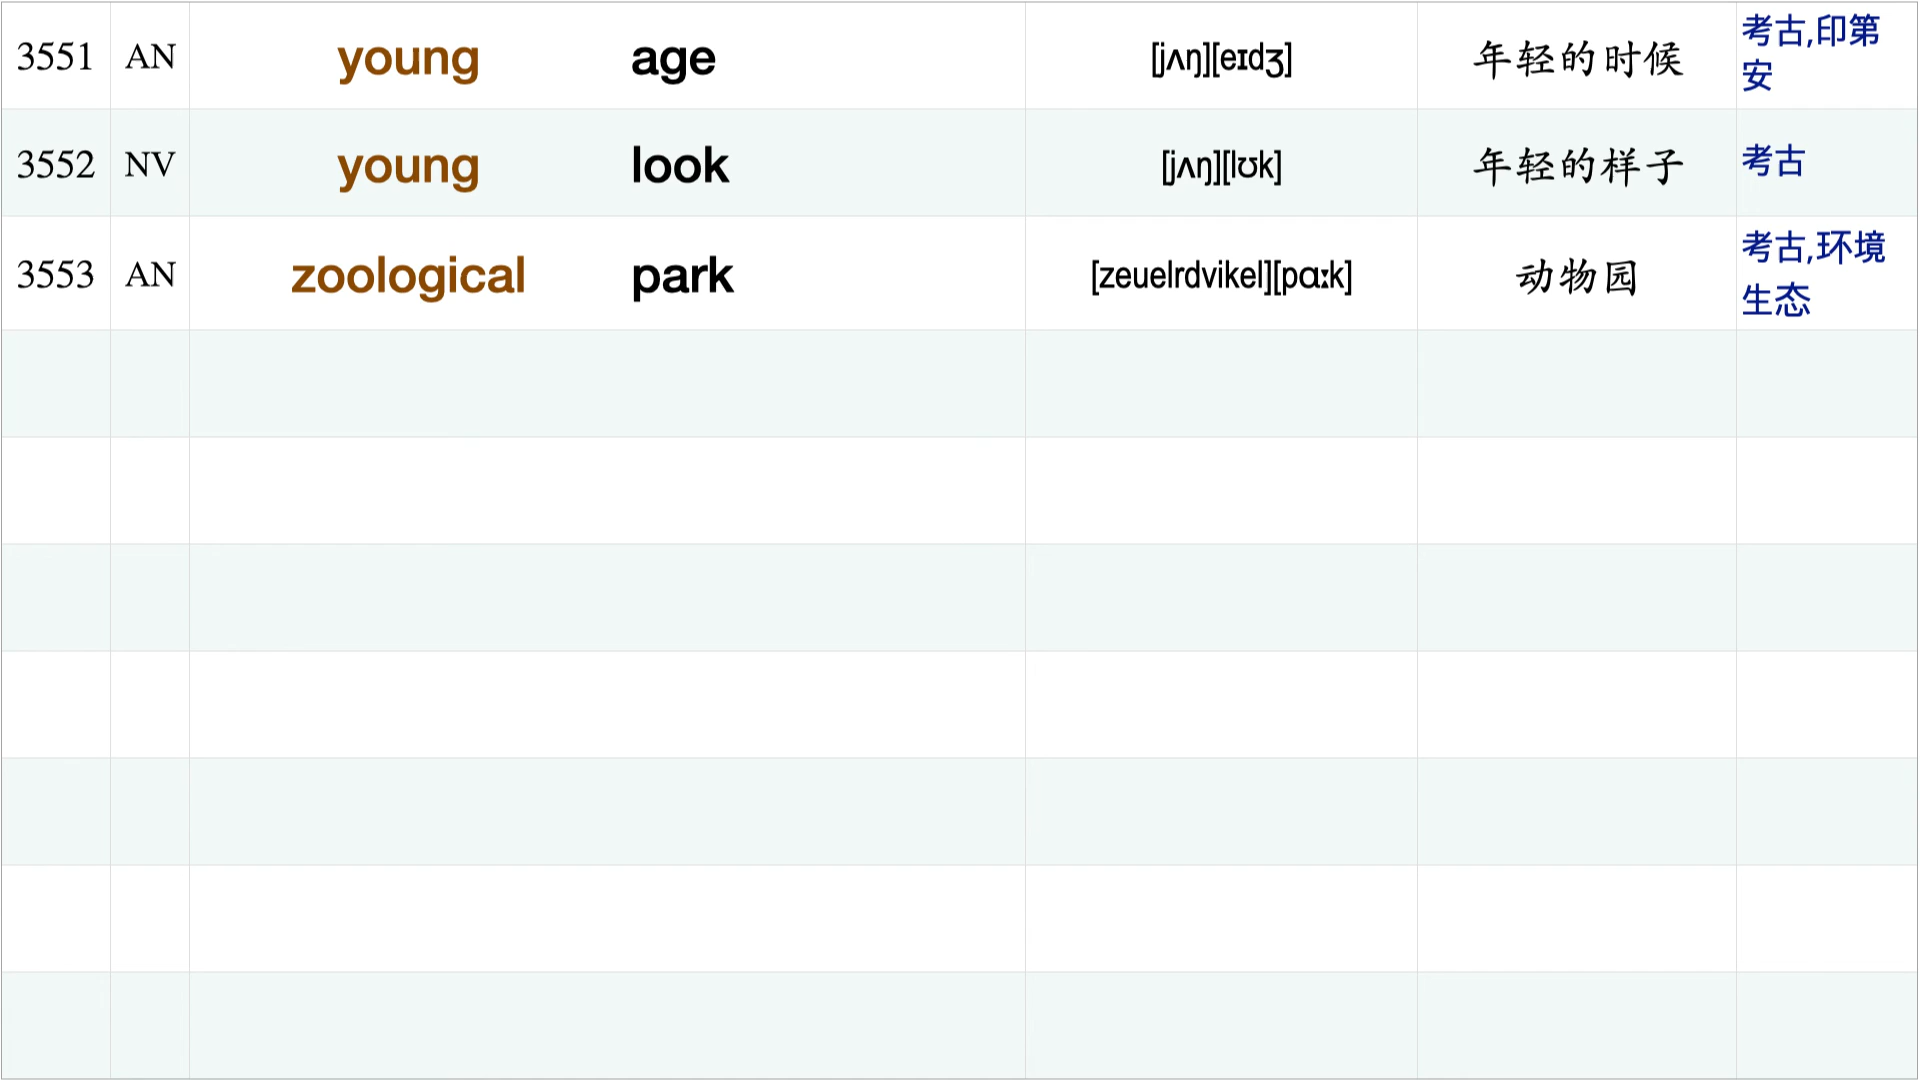 3551 AN young age [jʌŋ][eɪdʒ] 年轻的时候 考古,印第
安
3552 NV young look [jʌŋ][lʊk] 年轻的样子 考古
3553 AN zoological park [zeuelrdvikel][pɑːk] 动物园 考古,环境
生态